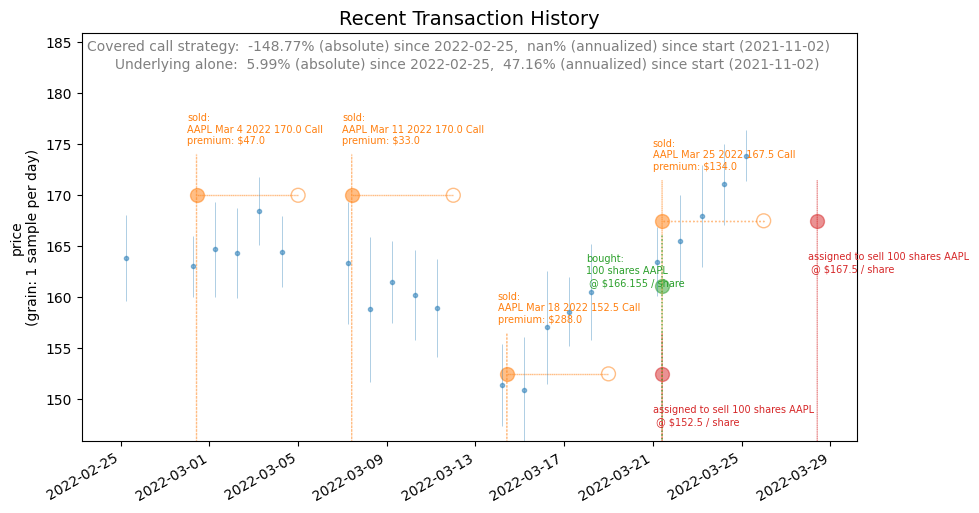 Recent Transaction History
Covered call strategy:  -148.77% (absolute) since 2022-02-25,  nan% (annualized) since start (2021-11-02)
Underlying alone:  5.99% (absolute) since 2022-02-25,  47.16% (annualized) since start (2021-11-02)
price
(grain: 1 sample per day)
185
180
175
170
165
160
155
150
sold:
AAPL Mar 4 2022 170.0 Call
premium: $47.0
sold:
AAPL Mar 11 2022 170.0 Call
premium: $33.0
sold:
AAPL Mar 25 2022 167.5 Call
premium: $134.0
bought:
100 shares AAPL
@ $166.155 / share
assigned to sell 100 shares AAPL
@ $167.5 / share
sold:
AAPL Mar 18 2022 152.5 Call
premium: $288.0
assigned to sell 100 shares AAPL
@ $152.5 / share
2022-02-25
2022-03-01
2022-03-05
2022-03-09
2022-03-13
2022-03-17
2022-03-21
2022-03-25
2022-03-29